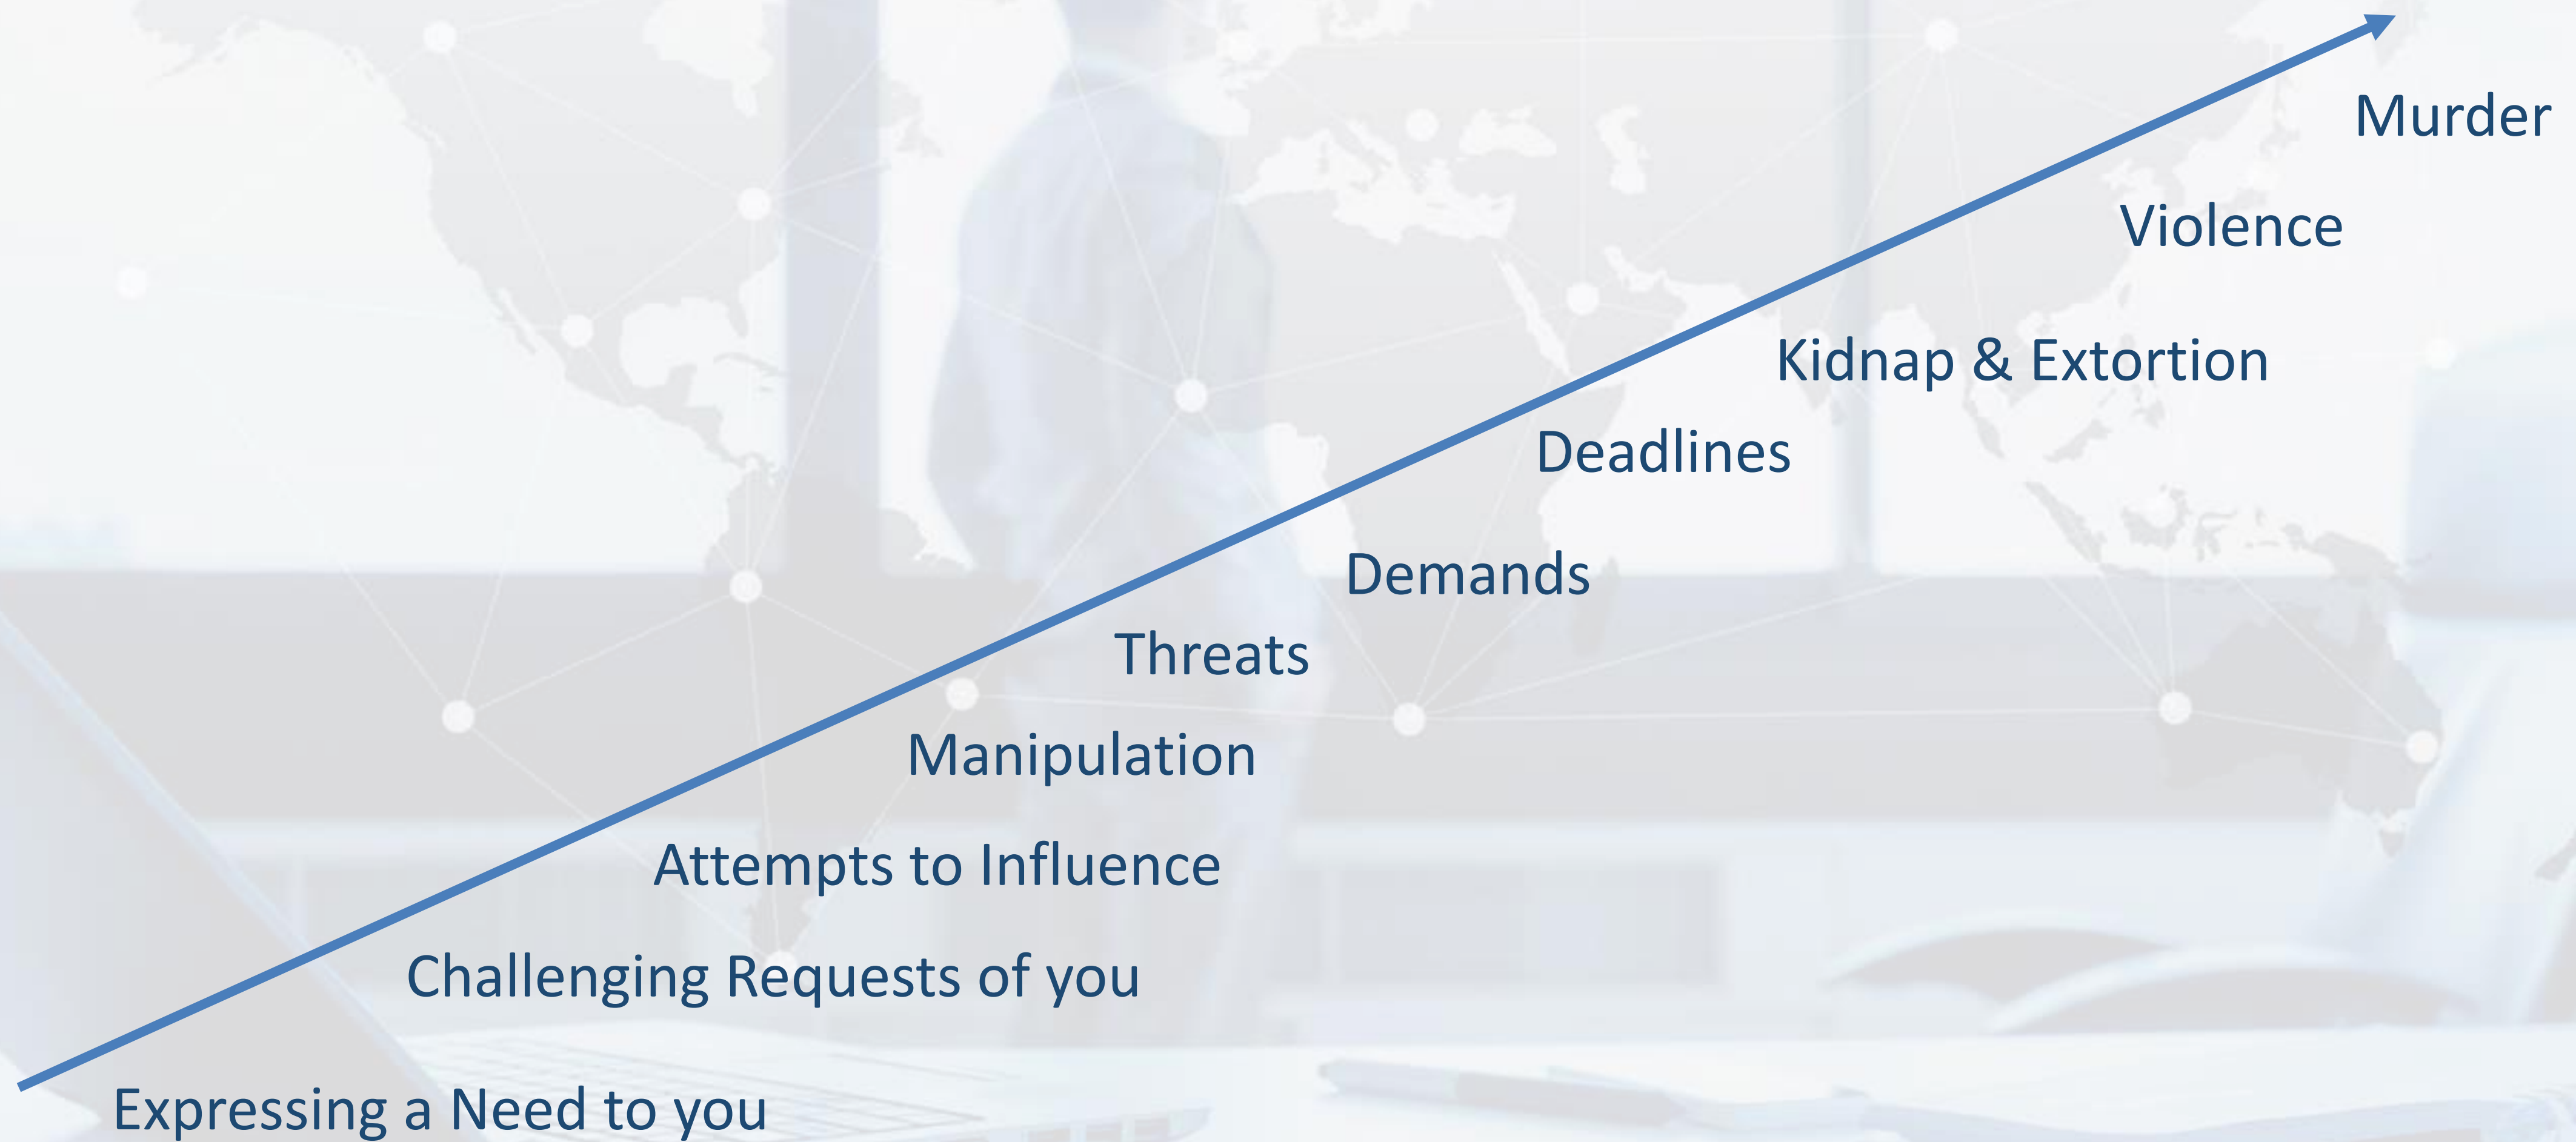 Murder
Violence
Kidnap & Extortion
Deadlines
Demands
Threats
Manipulation
Attempts to Influence
Challenging Requests of you
Expressing a Need to you